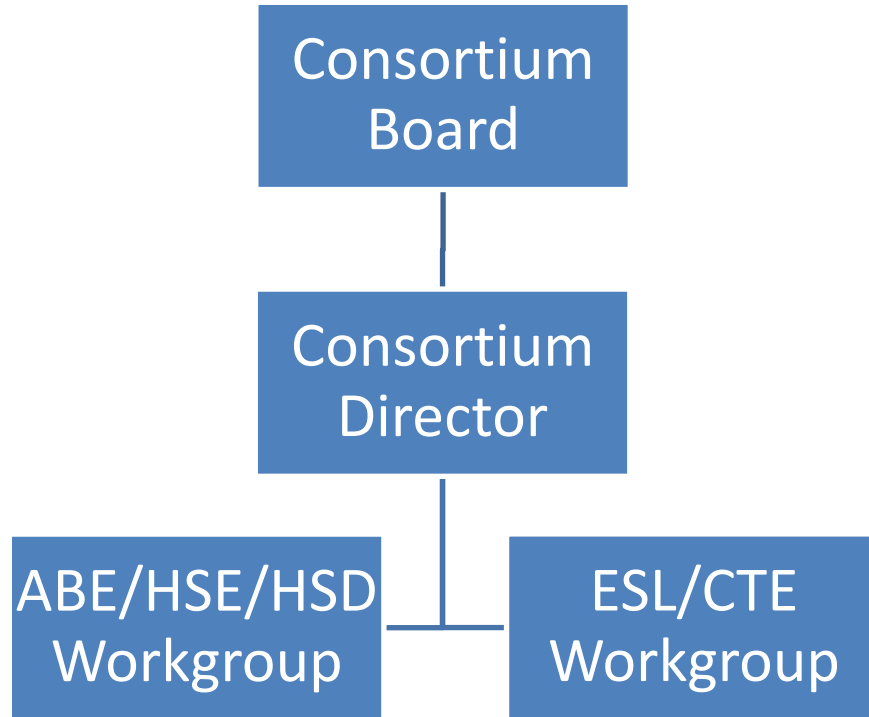 Consortium
Board
Consortium
Director
ABE/HSE/HSD
Workgroup
ESL/CTE
Workgroup